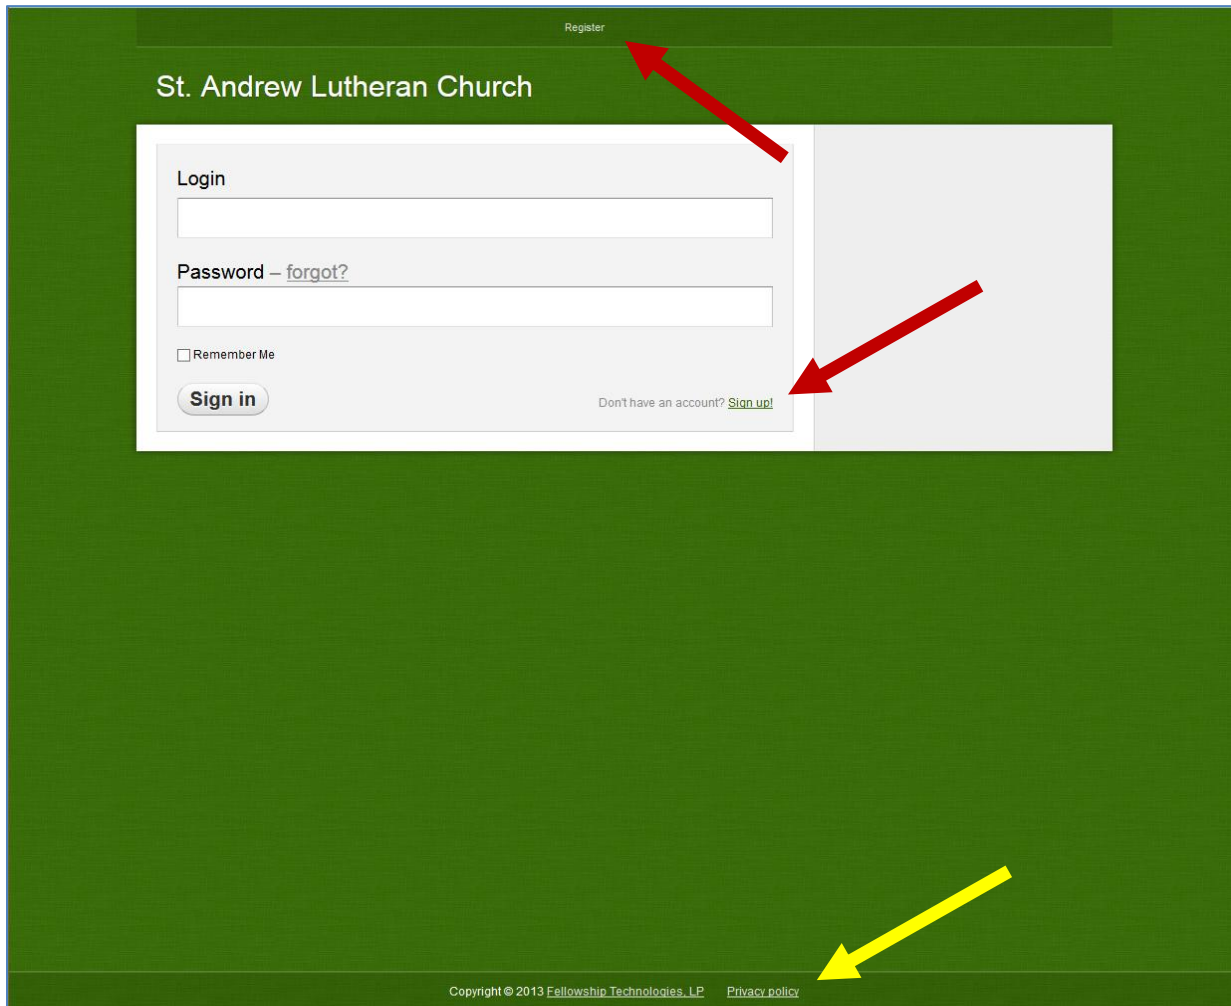 Register
St. Andrew Lutheran Church
Login
Password – forgot?
Remember Me
Sign in
Don't have an account? Sign up!
Copyright © 2013 Fellowship Technologies, LP Privacy policy